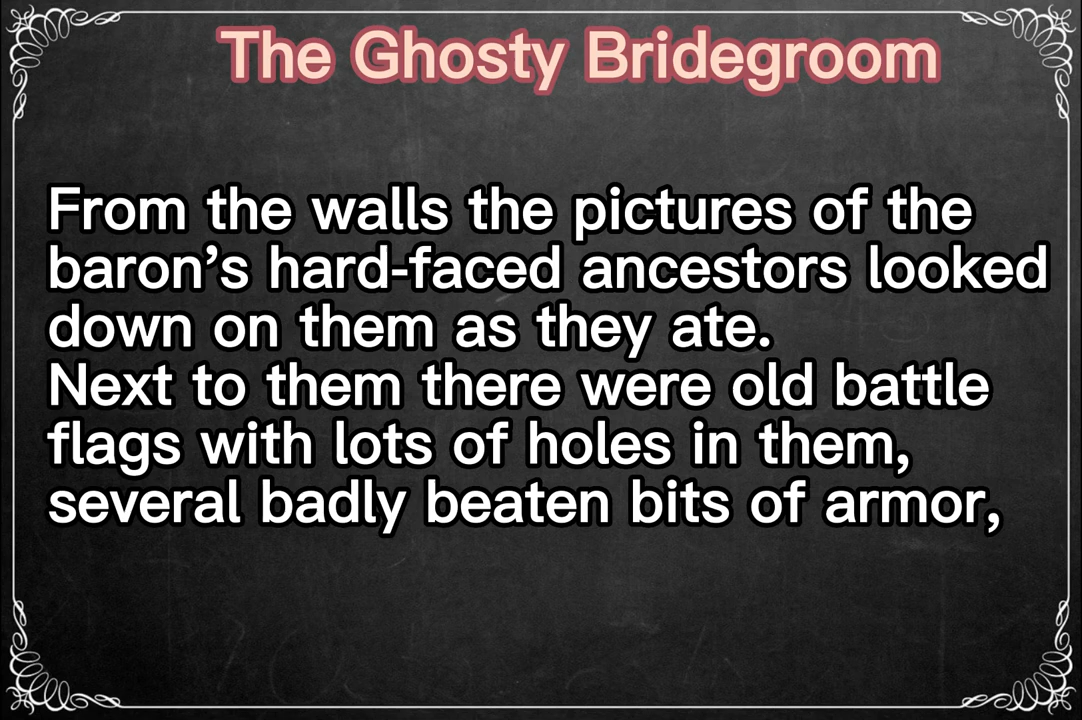 The Ghosty Bridegroom
From the walls the pictures of the
baron’s hard-faced ancestors looked
down on them as they ate.
Next to them there were old battle
flags with lots of holes in them,
several badly beaten bits of armor,